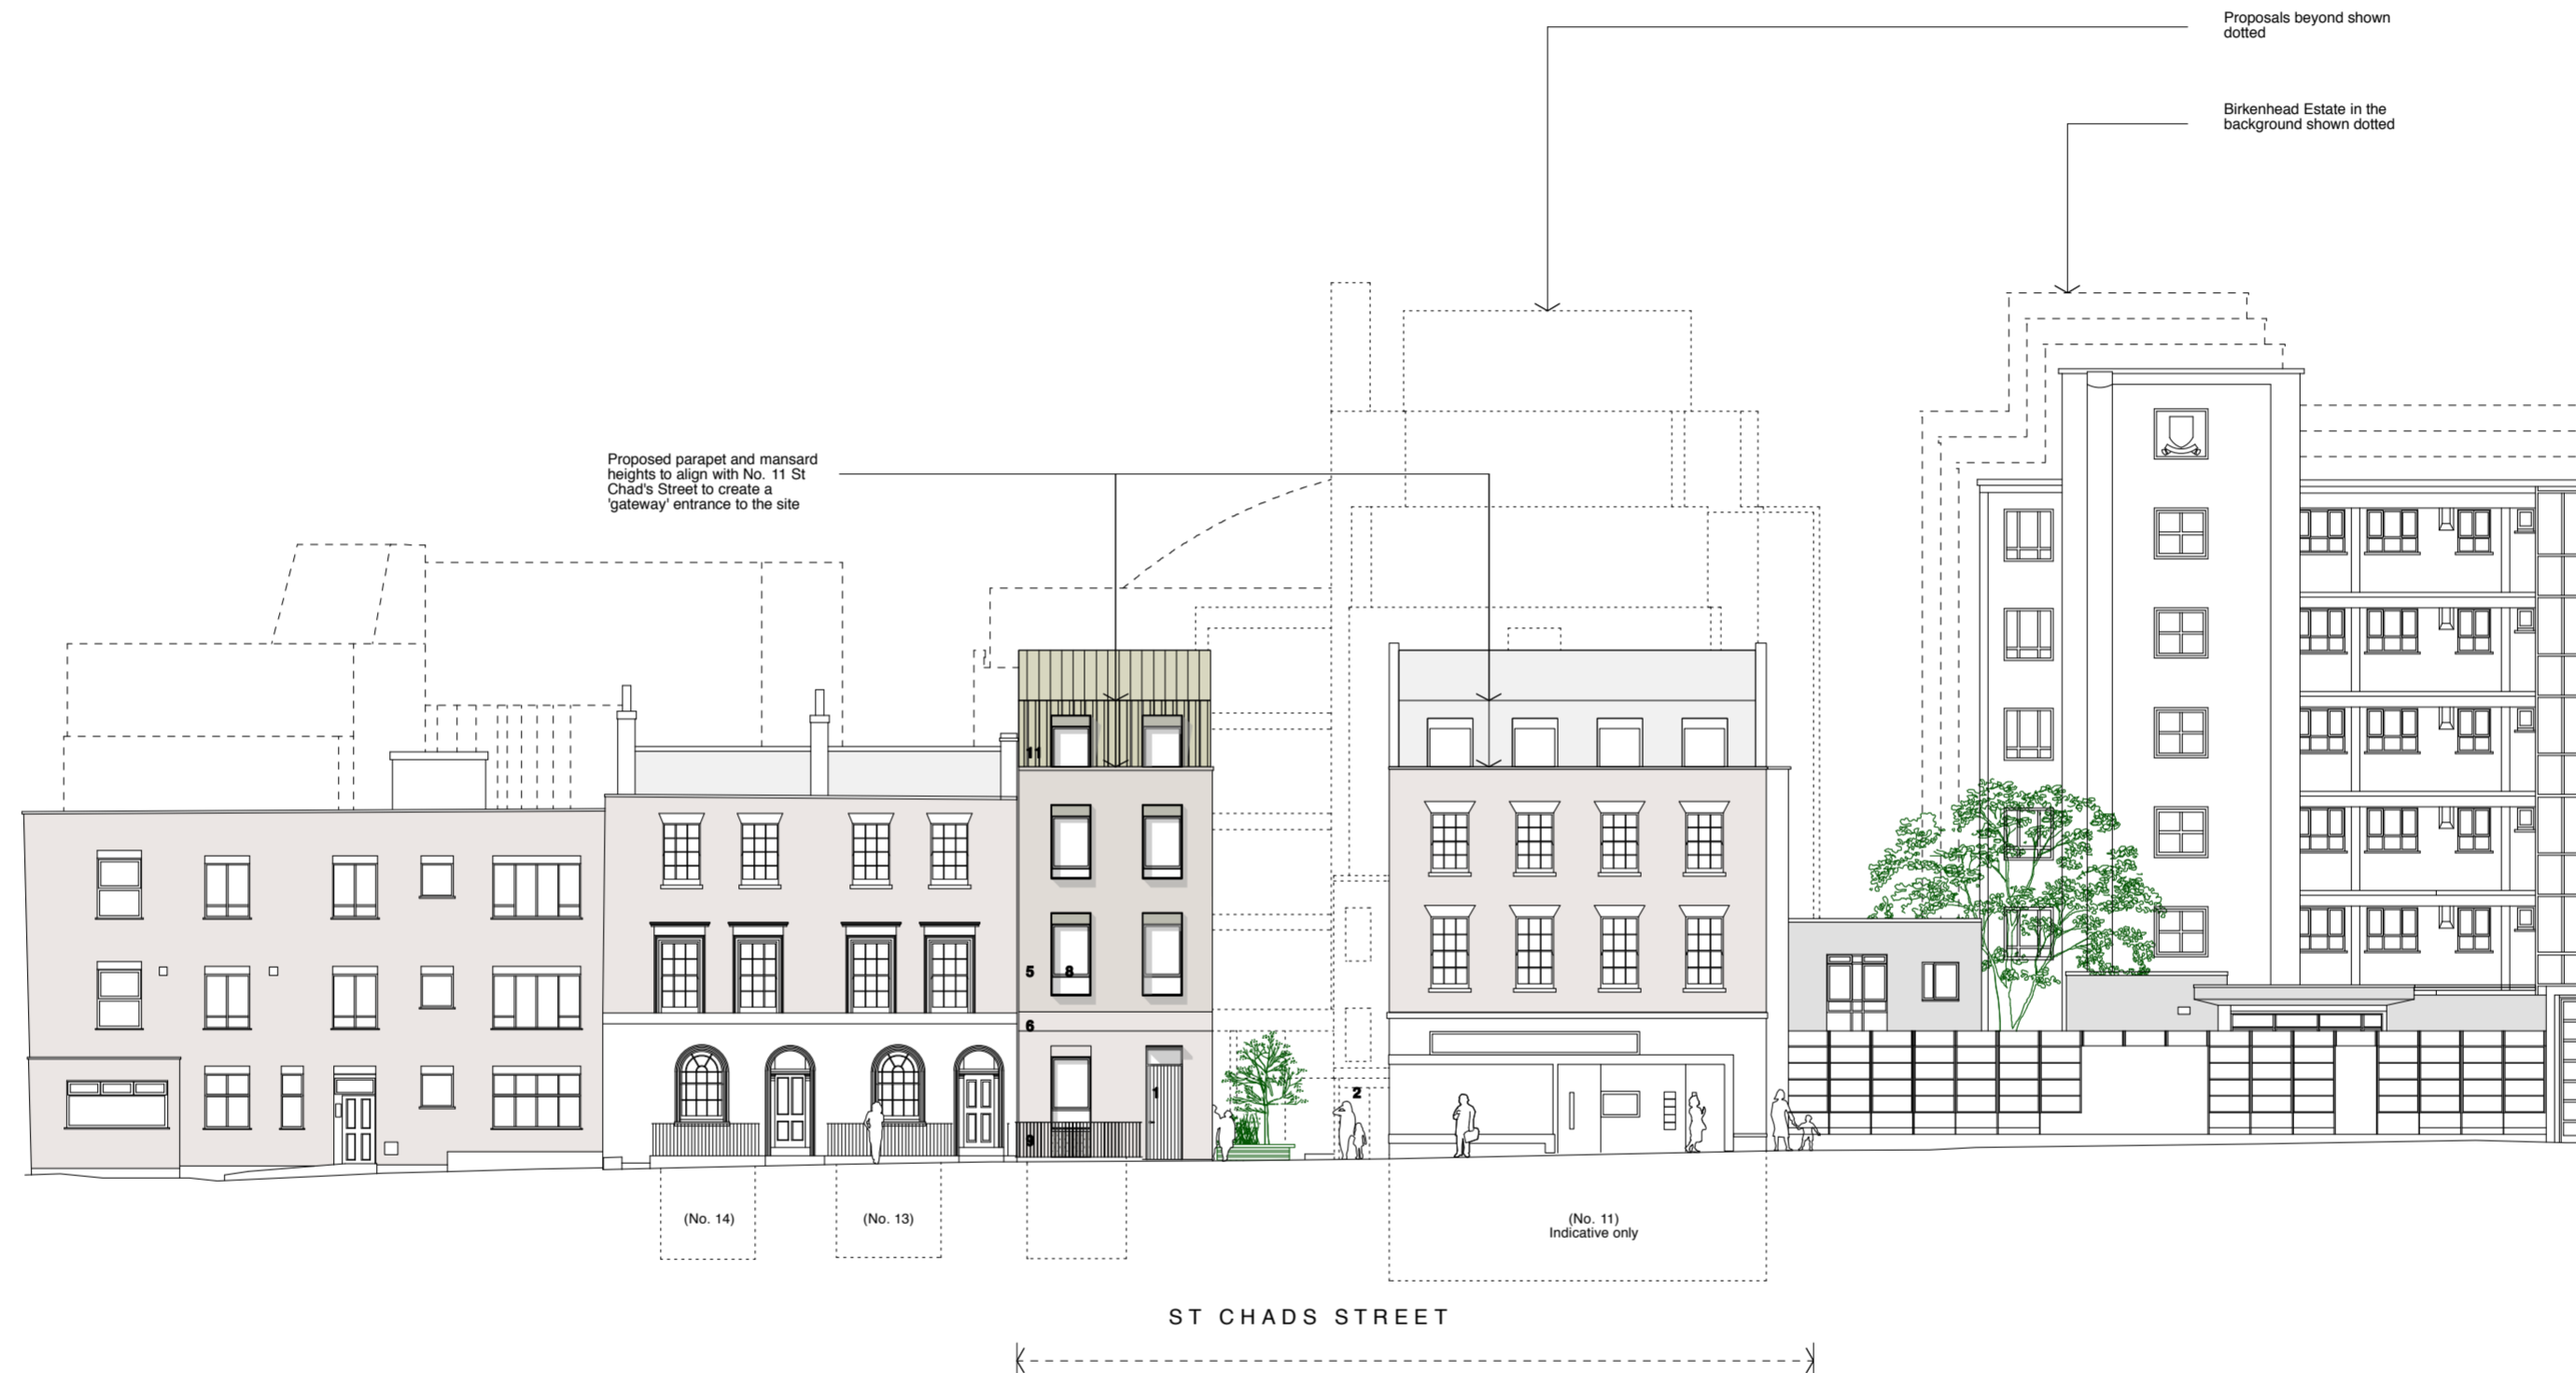 Proposals beyond shown
dotted
Birkenhead Estate in the
background shown dotted
Proposed parapet and mansard
heights to align with No. 11 St
Chad's Street to create a
'gateway' entrance to the site
11
5
8
6
1
2
9
(No. 14)
(No. 13)
(No. 11)
Indicative only
ST CHADS STREET